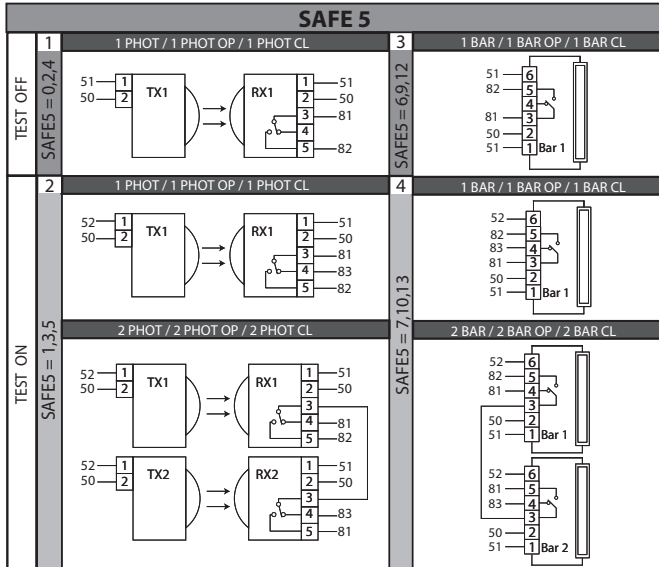 SAFE 5
TEST OFF
SAFE5 = 0,2,4
1
1 PHOT / 1 PHOT OP / 1 PHOT CL
51 1 TX1 RX1 1 51
50 2 2 50
3 81
4
5 82
SAFE5 = 6,9,12
3
1 BAR / 1 BAR OP / 1 BAR CL
51 6
82 5
4
81 3
50 2
51 1 Bar 1
TEST ON
SAFE5 = 1,3,5
2
1 PHOT / 1 PHOT OP / 1 PHOT CL
52 1 TX1 RX1 1 51
50 2 2 50
3 81
4 83
5 82
2 PHOT / 2 PHOT OP / 2 PHOT CL
52 1 TX1 RX1 1 51
50 2 2 50
3
4 81
5 82
52 1 TX2 RX2 1 51
50 2 2 50
3
4 83
5 81
SAFE5 = 7,10,13
4
1 BAR / 1 BAR OP / 1 BAR CL
52 6
82 5
83 4
81 3
50 2
51 1 Bar 1
2 BAR / 2 BAR OP / 2 BAR CL
52 6
82 5
81 4
3
50 2
51 1 Bar 1
52 6
81 5
83 4
3
50 2
51 1 Bar 2